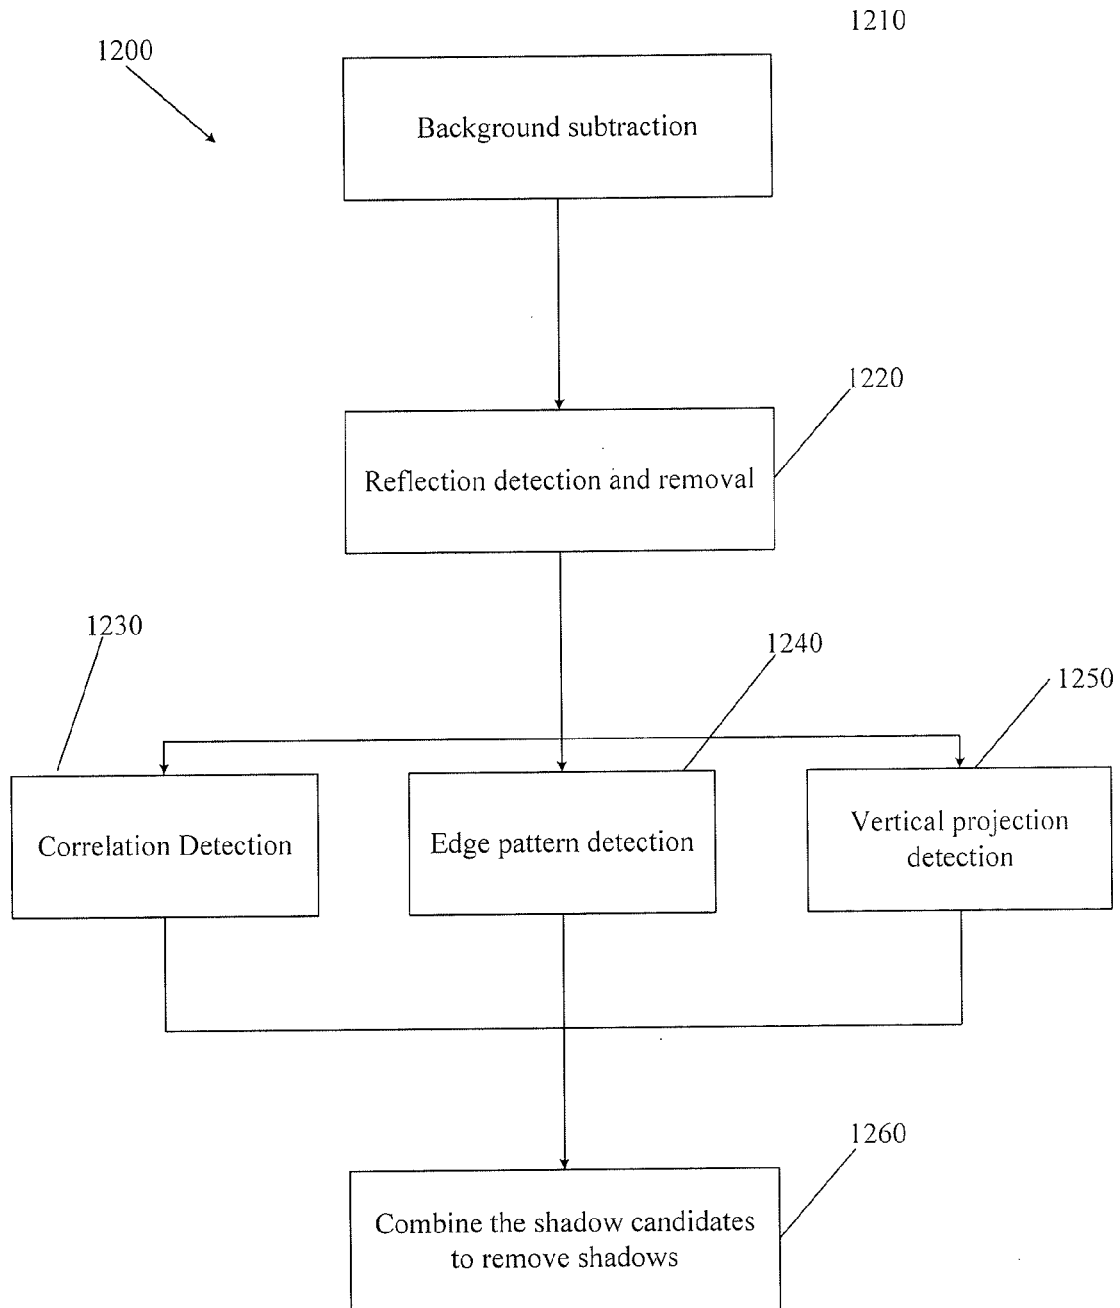 1210
1200
Background subtraction
1220
Reflection detection and removal
1230
1240
1250
Correlation Detection
Edge pattern detection
Vertical projection
detection
1260
Combine the shadow candidates
to remove shadows